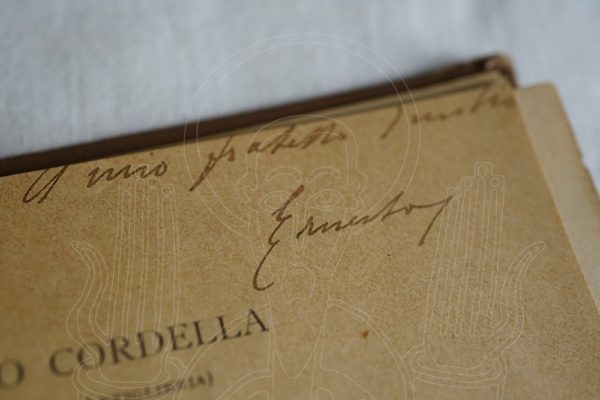 A mio fratello
Ernesto
O CORDELLA